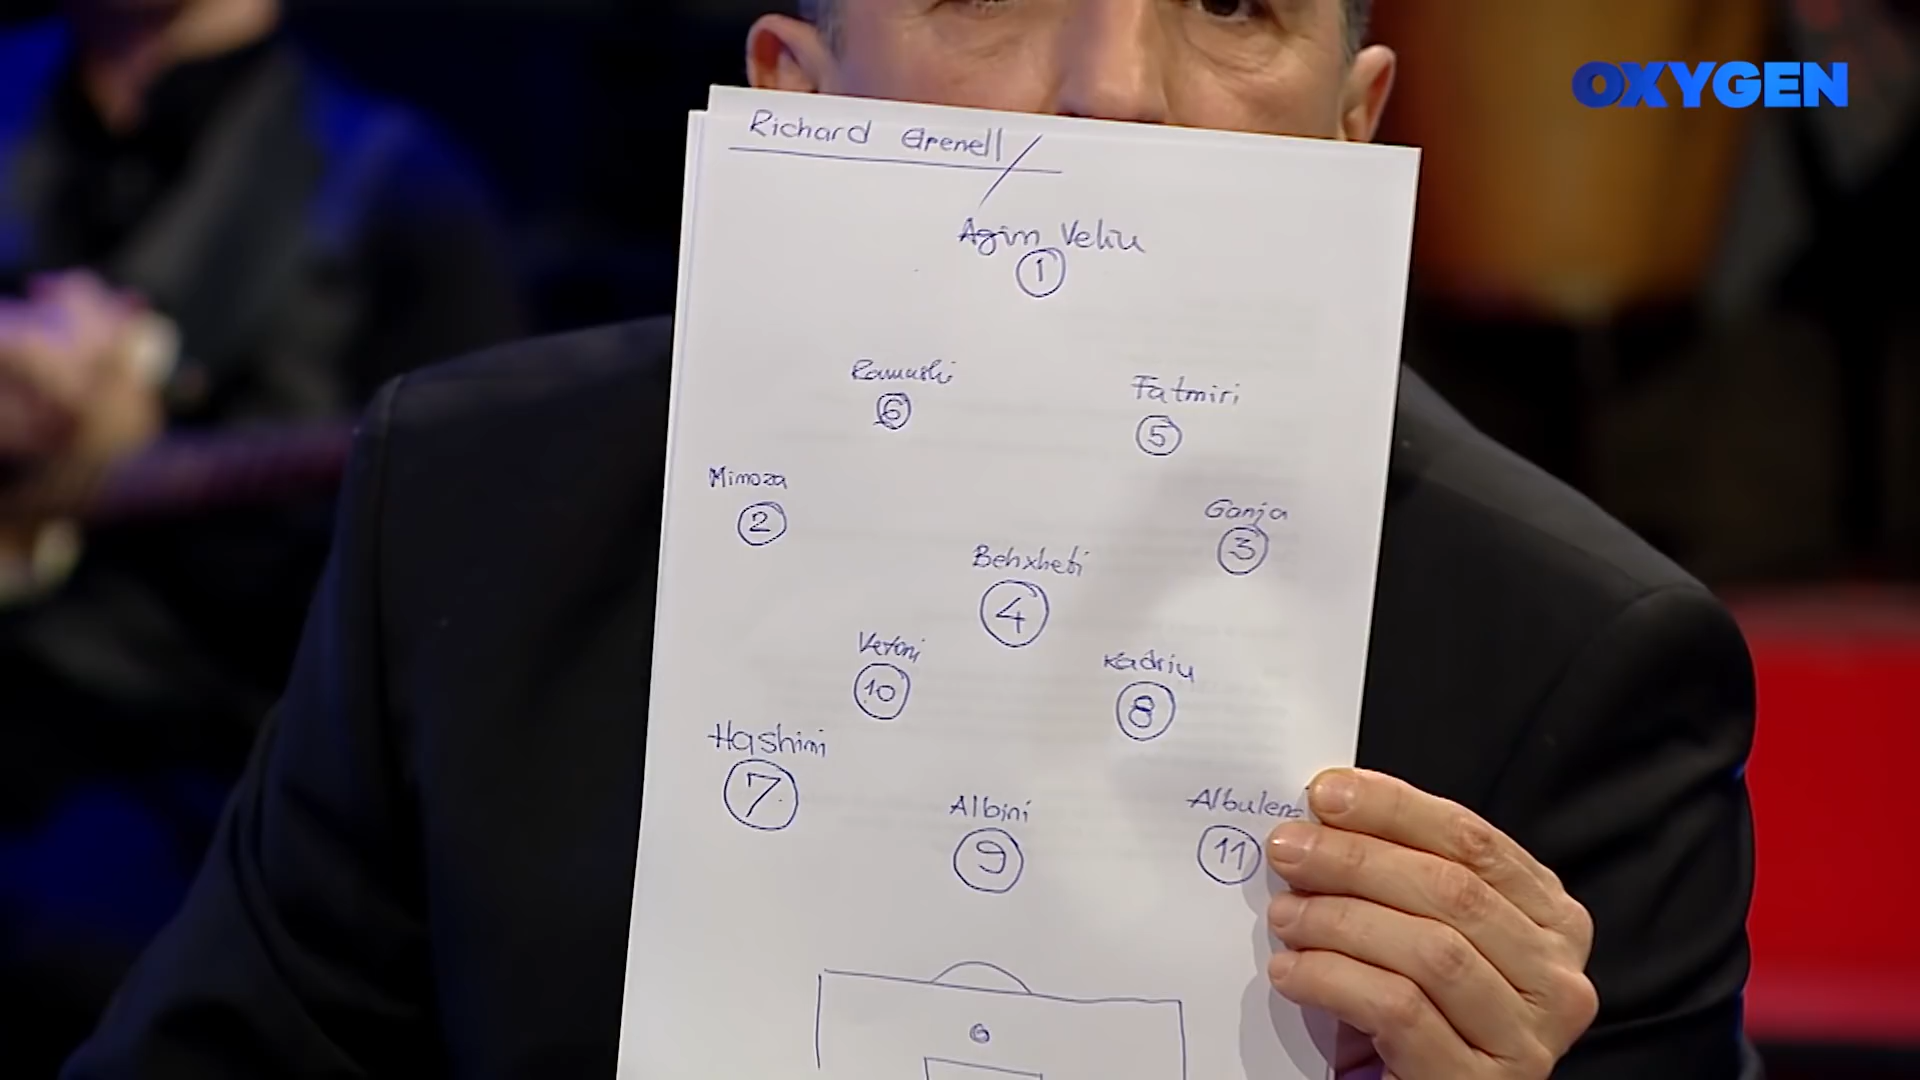 OXYGEN
Richard Grenell
Agim Veliu
1
Ramushi
6
Fatmiri
5
Mimoza
2
Ganja
3
Behxheti
4
Vetoni
10
Kadriu
8
Hashimi
7
Albini
9
Albulena
11